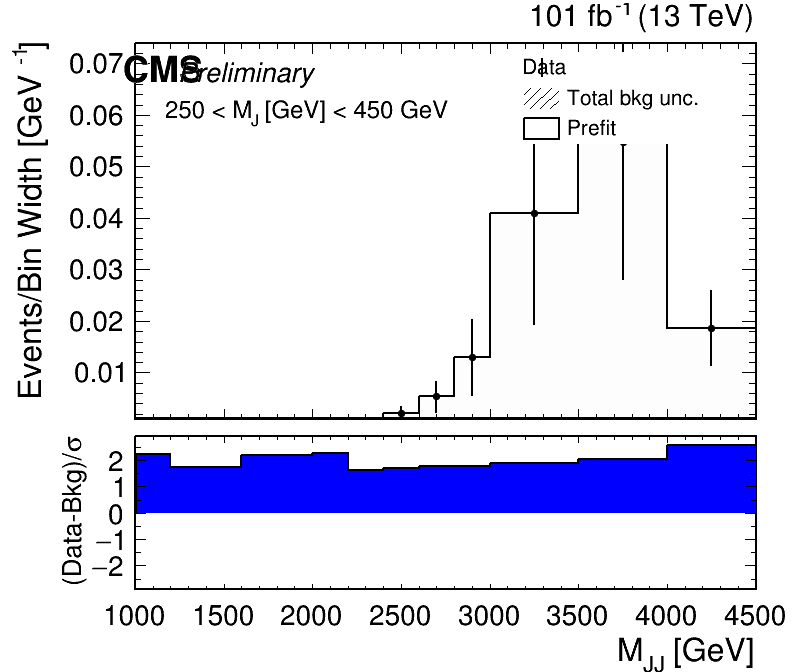 101 fb⁻¹ (13 TeV)
CMS Preliminary
250 < M_J [GeV] < 450 GeV
Data
Total bkg unc.
Prefit
Events/Bin Width [GeV⁻¹]
0.07
0.06
0.05
0.04
0.03
0.02
0.01
(Data-Bkg)/σ
2
1
0
−1
−2
1000 1500 2000 2500 3000 3500 4000 4500
M_JJ [GeV]